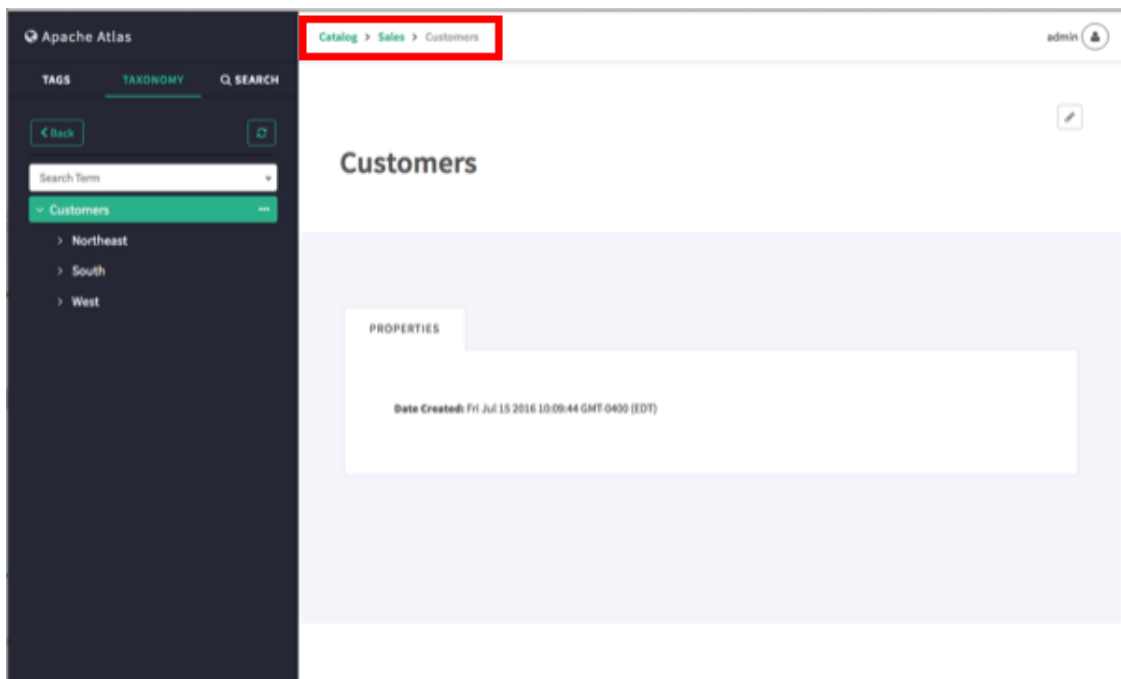 Apache Atlas
Catalog > Sales > Customers
admin
TAGS TAXONOMY SEARCH
Back
Search Term
Customers
Northeast
South
West
Customers
PROPERTIES
Date Created: Fri Jul 15 2016 10:09:44 GMT-0400 (EDT)